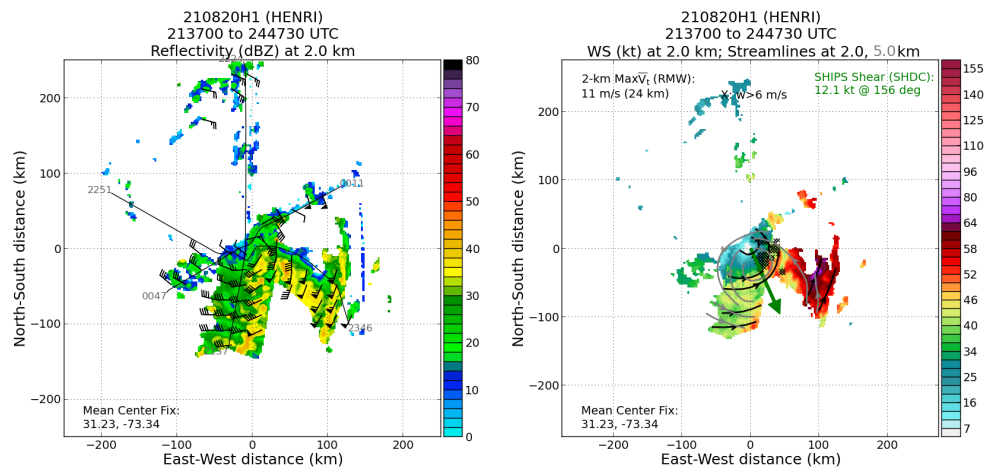 210820H1 (HENRI)
213700 to 244730 UTC
Reflectivity (dBZ) at 2.0 km
200
100
0
−100
−200
−200
−100
0
100
200
North-South distance (km)
East-West distance (km)
2251
0011
0047
2346
Mean Center Fix:
31.23, -73.34
80
70
60
50
40
30
20
10
0
210820H1 (HENRI)
213700 to 244730 UTC
WS (kt) at 2.0 km; Streamlines at 2.0, 5.0km
2-km MaxV̅t (RMW):
11 m/s (24 km)
X: w>6 m/s
SHIPS Shear (SHDC):
12.1 kt @ 156 deg
200
100
0
−100
−200
−200
−100
0
100
200
North-South distance (km)
East-West distance (km)
Mean Center Fix:
31.23, -73.34
155
140
125
110
96
80
64
58
52
46
40
34
25
16
7